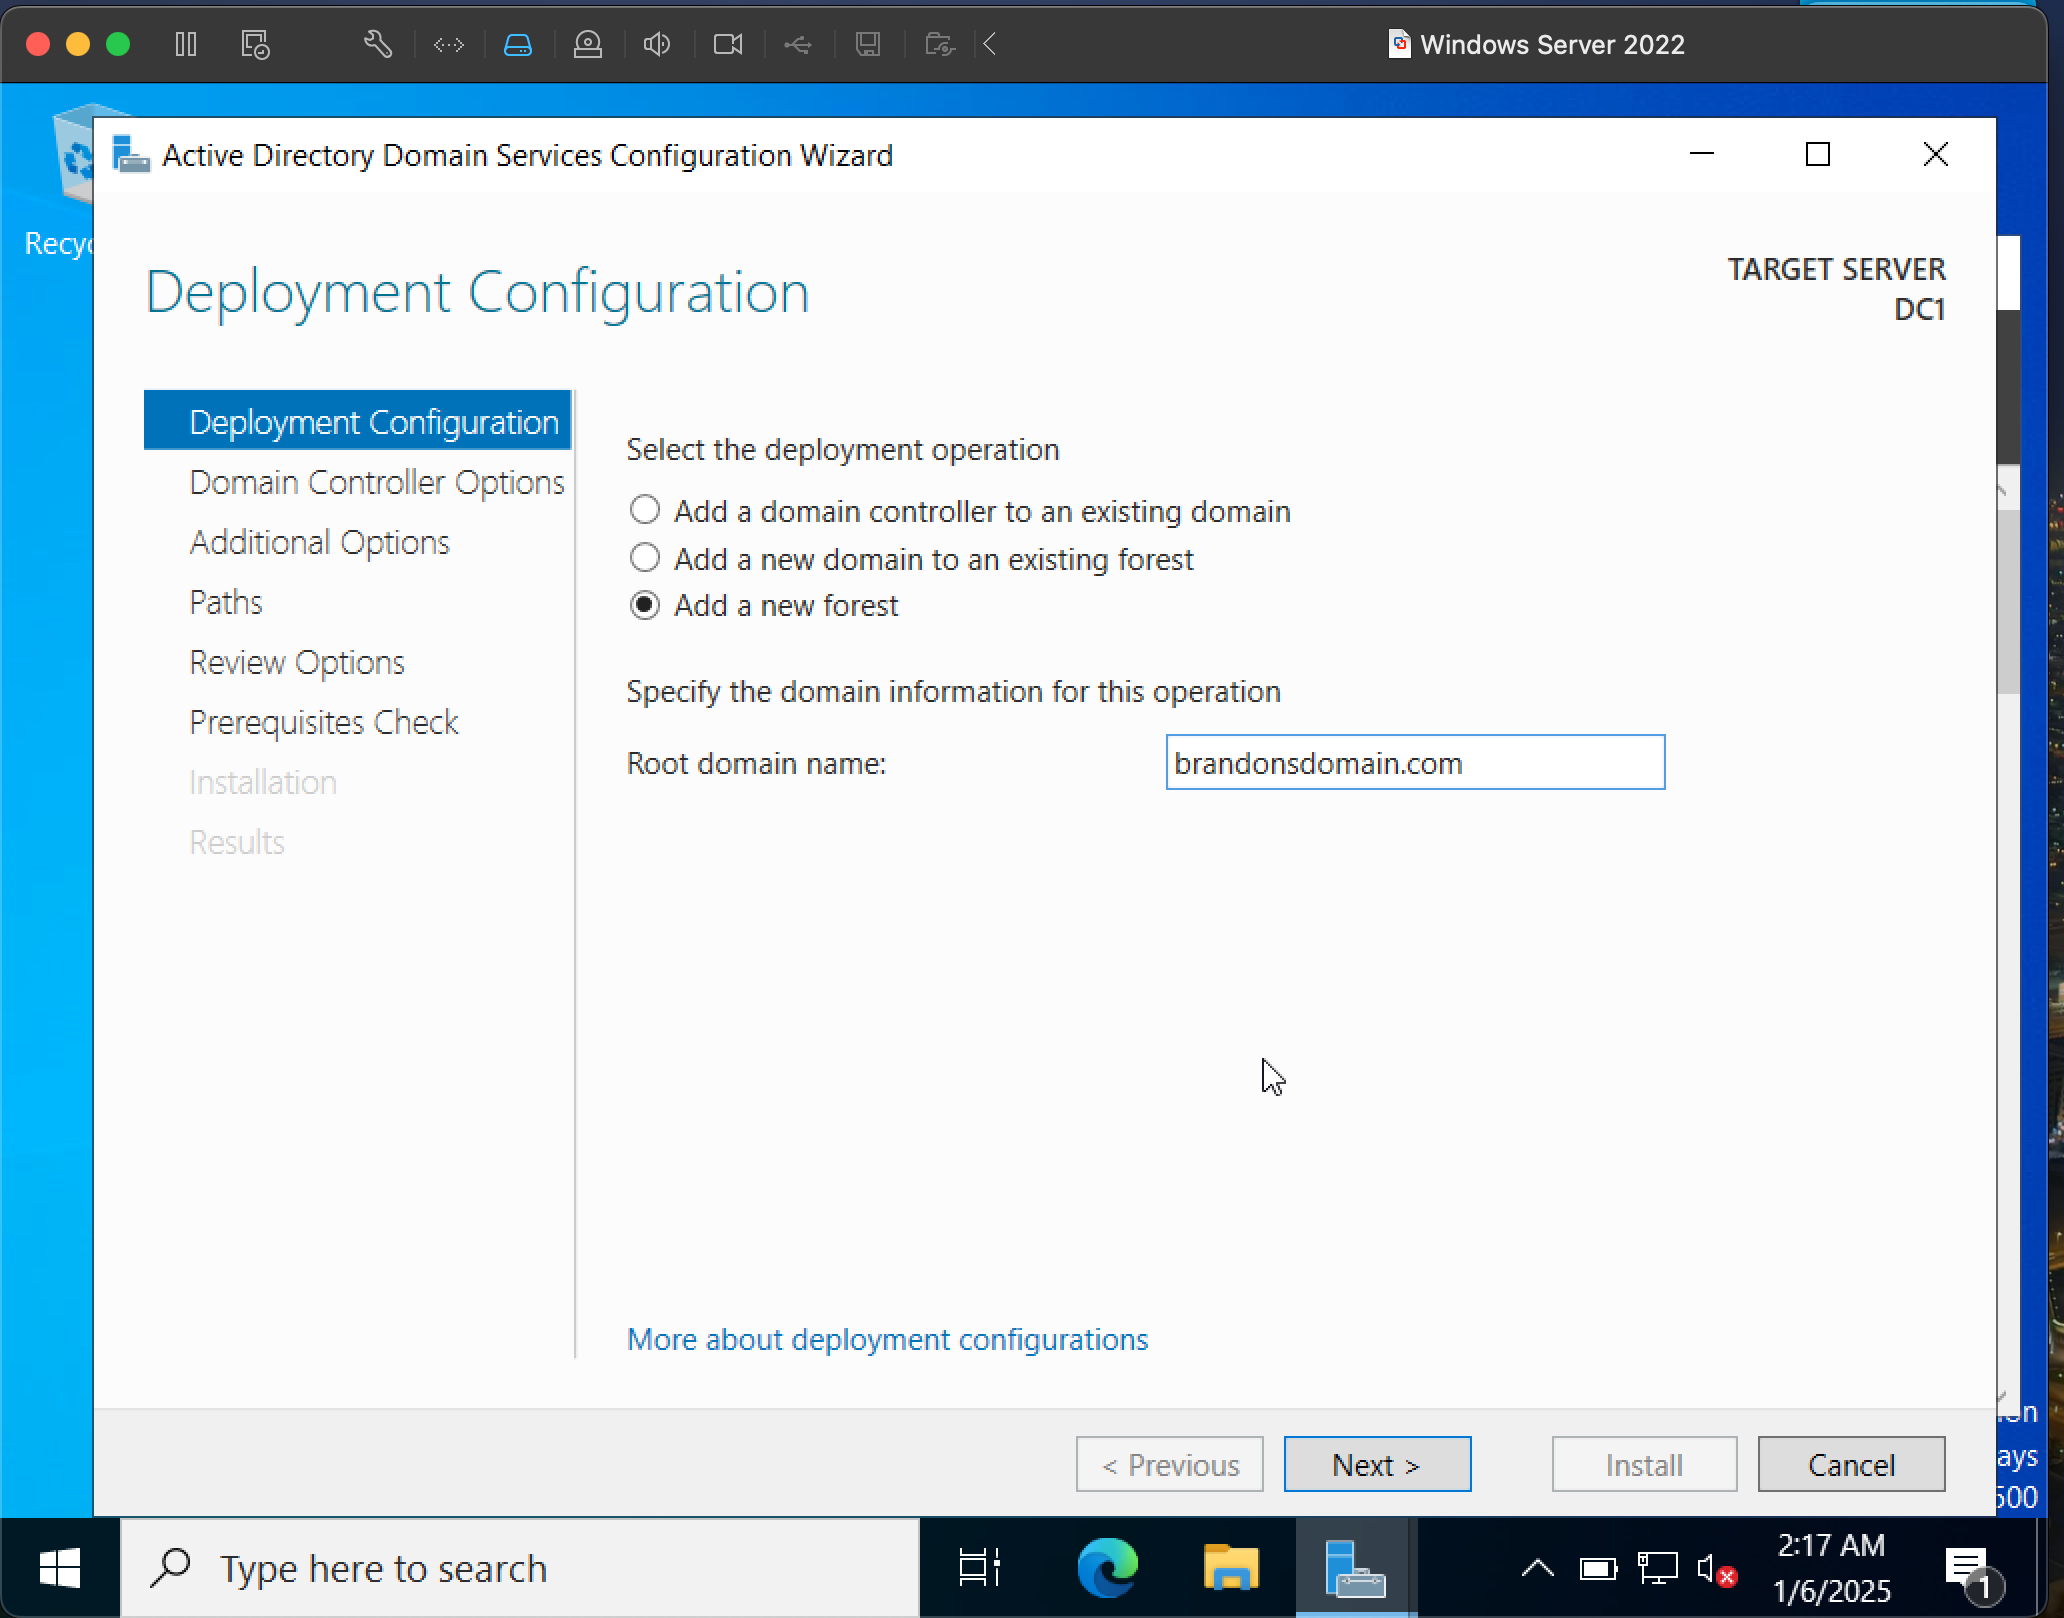 Windows Server 2022
Active Directory Domain Services Configuration Wizard
Deployment Configuration
TARGET SERVER
DC1
Deployment Configuration
Domain Controller Options
Additional Options
Paths
Review Options
Prerequisites Check
Installation
Results
Select the deployment operation
Add a domain controller to an existing domain
Add a new domain to an existing forest
Add a new forest
Specify the domain information for this operation
Root domain name:
brandonsdomain.com
More about deployment configurations
< Previous
Next >
Install
Cancel
Type here to search
2:17 AM
1/6/2025
1